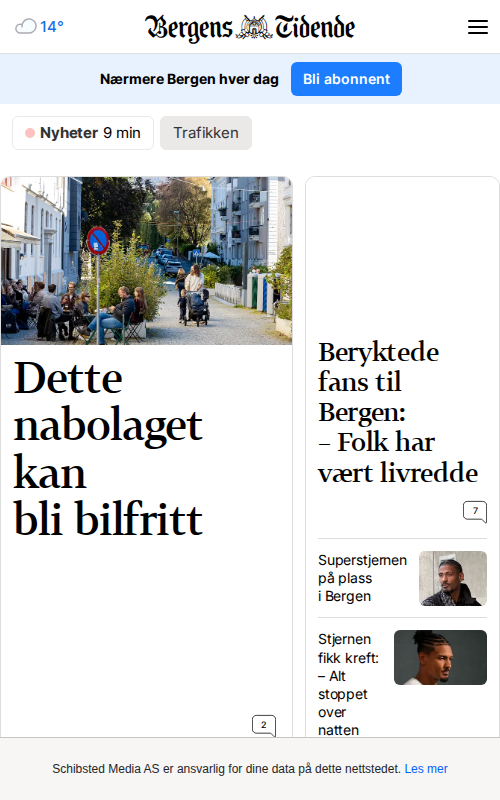 14°
Bergens Tidende
Nærmere Bergen hver dag
Bli abonnent
Nyheter 9 min
Trafikken
Dette
nabolaget
kan
bli bilfritt
2
Beryktede
fans til
Bergen:
– Folk har
vært livredde
7
Superstjernen
på plass
i Bergen
Stjernen
fikk kreft:
– Alt
stoppet
over
natten
Schibsted Media AS er ansvarlig for dine data på dette nettstedet. Les mer